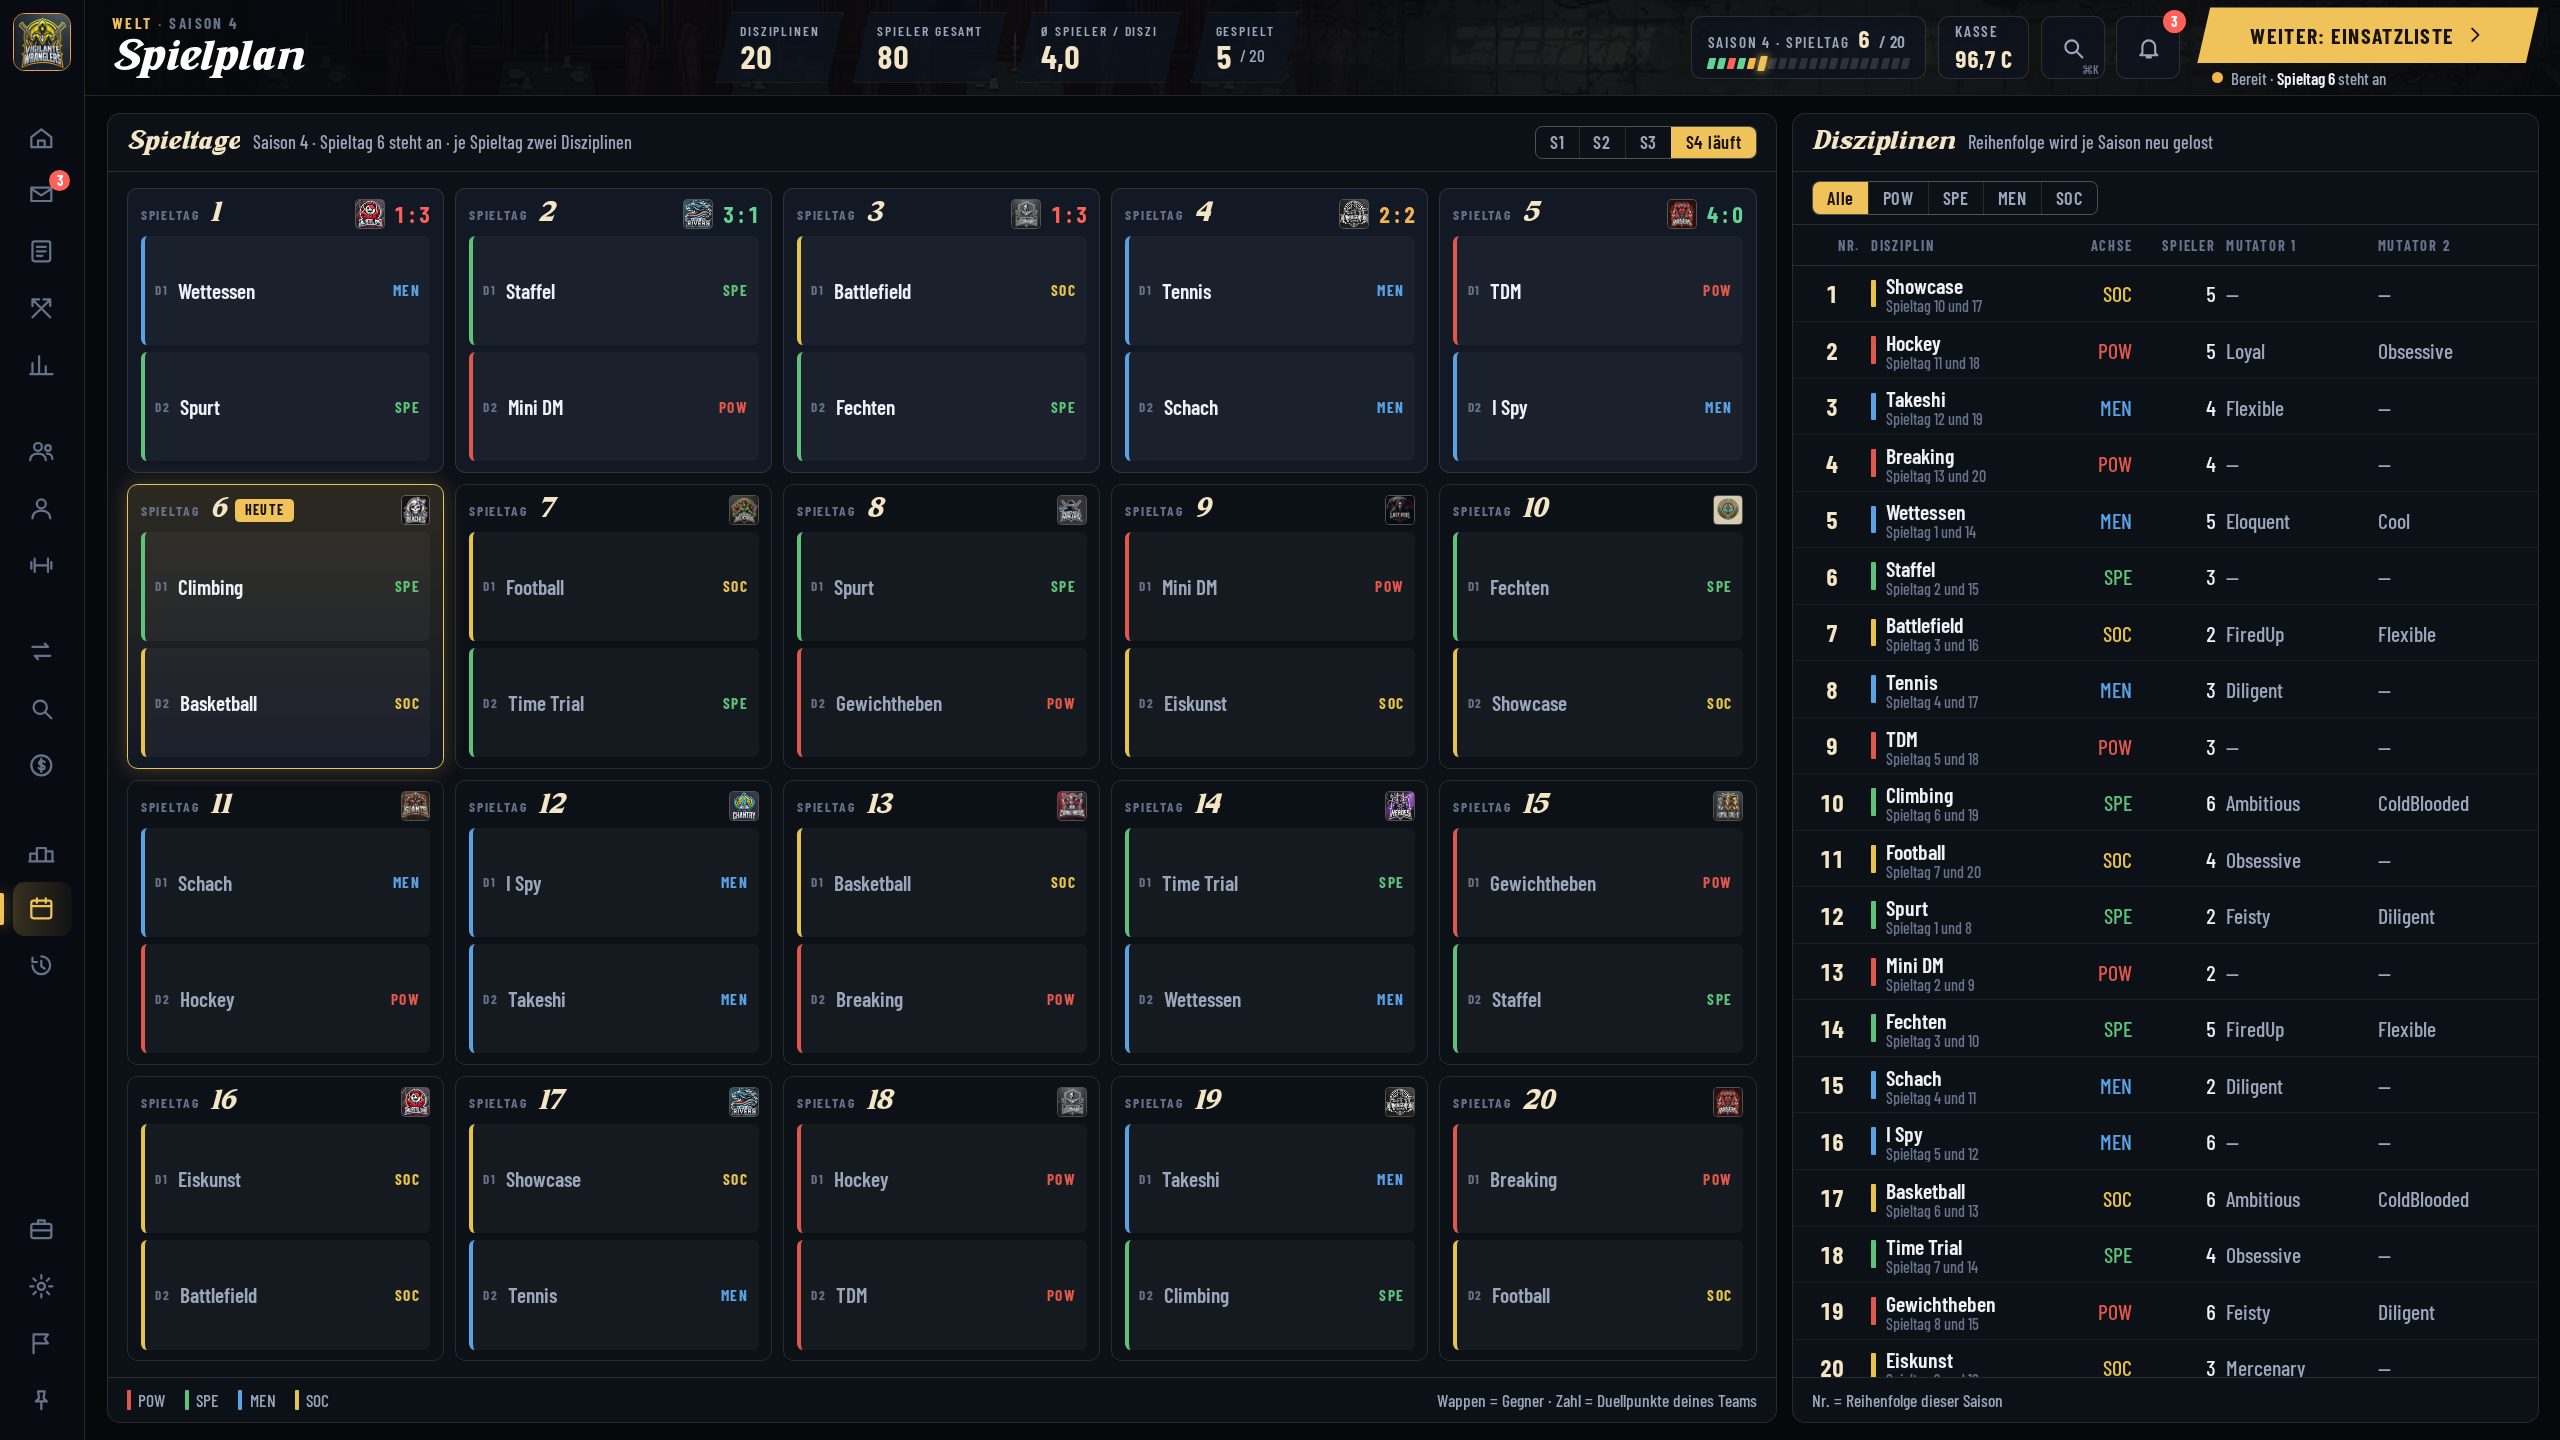 WELT · SAISON 4
Spielplan
DISZIPLINEN
20
SPIELER GESAMT
80
Ø SPIELER / DISZI
4,0
GESPIELT
5 / 20
SAISON 4 · SPIELTAG 6 / 20
KASSE
96,7 C
⌘K
3
WEITER: EINSATZLISTE
Bereit · Spieltag 6 steht an
3
Spieltage Saison 4 · Spieltag 6 steht an · je Spieltag zwei Disziplinen
S1 S2 S3 S4 läuft
SPIELTAG 1 1:3
D1 Wettessen MEN
D2 Spurt SPE
SPIELTAG 2 3:1
D1 Staffel SPE
D2 Mini DM POW
SPIELTAG 3 1:3
D1 Battlefield SOC
D2 Fechten SPE
SPIELTAG 4 2:2
D1 Tennis MEN
D2 Schach MEN
SPIELTAG 5 4:0
D1 TDM POW
D2 I Spy MEN
SPIELTAG 6 HEUTE
D1 Climbing SPE
D2 Basketball SOC
SPIELTAG 7
D1 Football SOC
D2 Time Trial SPE
SPIELTAG 8
D1 Spurt SPE
D2 Gewichtheben POW
SPIELTAG 9
D1 Mini DM POW
D2 Eiskunst SOC
SPIELTAG 10
D1 Fechten SPE
D2 Showcase SOC
SPIELTAG 11
D1 Schach MEN
D2 Hockey POW
SPIELTAG 12
D1 I Spy MEN
D2 Takeshi MEN
SPIELTAG 13
D1 Basketball SOC
D2 Breaking POW
SPIELTAG 14
D1 Time Trial SPE
D2 Wettessen MEN
SPIELTAG 15
D1 Gewichtheben POW
D2 Staffel SPE
SPIELTAG 16
D1 Eiskunst SOC
D2 Battlefield SOC
SPIELTAG 17
D1 Showcase SOC
D2 Tennis MEN
SPIELTAG 18
D1 Hockey POW
D2 TDM POW
SPIELTAG 19
D1 Takeshi MEN
D2 Climbing SPE
SPIELTAG 20
D1 Breaking POW
D2 Football SOC
POW SPE MEN SOC
Wappen = Gegner · Zahl = Duellpunkte deines Teams
Disziplinen Reihenfolge wird je Saison neu gelost
Alle POW SPE MEN SOC
NR. DISZIPLIN ACHSE SPIELER MUTATOR 1 MUTATOR 2
1 Showcase SOC 5 – –
Spieltag 10 und 17
2 Hockey POW 5 Loyal Obsessive
Spieltag 11 und 18
3 Takeshi MEN 4 Flexible –
Spieltag 12 und 19
4 Breaking POW 4 – –
Spieltag 13 und 20
5 Wettessen MEN 5 Eloquent Cool
Spieltag 1 und 14
6 Staffel SPE 3 – –
Spieltag 2 und 15
7 Battlefield SOC 2 FiredUp Flexible
Spieltag 3 und 16
8 Tennis MEN 3 Diligent –
Spieltag 4 und 17
9 TDM POW 3 – –
Spieltag 5 und 18
10 Climbing SPE 6 Ambitious ColdBlooded
Spieltag 6 und 19
11 Football SOC 4 Obsessive –
Spieltag 7 und 20
12 Spurt SPE 2 Feisty Diligent
Spieltag 1 und 8
13 Mini DM POW 2 – –
Spieltag 2 und 9
14 Fechten SPE 5 FiredUp Flexible
Spieltag 3 und 10
15 Schach MEN 2 Diligent –
Spieltag 4 und 11
16 I Spy MEN 6 – –
Spieltag 5 und 12
17 Basketball SOC 6 Ambitious ColdBlooded
Spieltag 6 und 13
18 Time Trial SPE 4 Obsessive –
Spieltag 7 und 14
19 Gewichtheben POW 6 Feisty Diligent
Spieltag 8 und 15
20 Eiskunst SOC 3 Mercenary –
Nr. = Reihenfolge dieser Saison